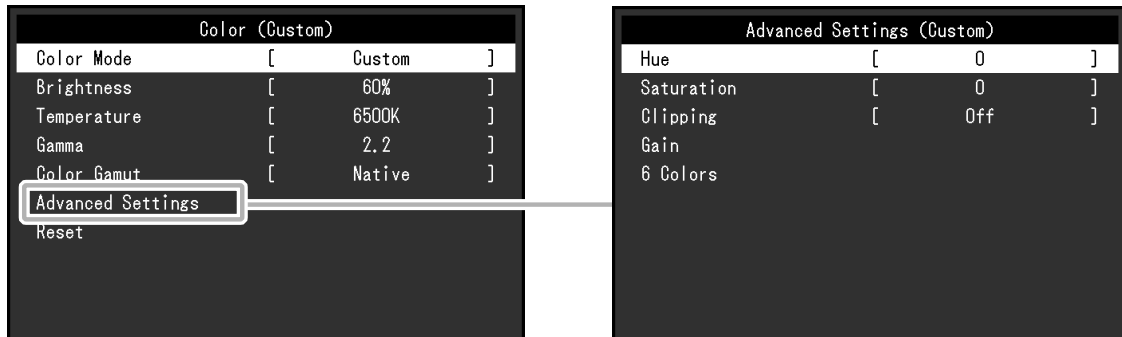 Color (Custom)
Color Mode [ Custom ]
Brightness [ 60% ]
Temperature [ 6500K ]
Gamma [ 2.2 ]
Color Gamut [ Native ]
Advanced Settings
Reset
Advanced Settings (Custom)
Hue [ 0 ]
Saturation [ 0 ]
Clipping [ Off ]
Gain
6 Colors